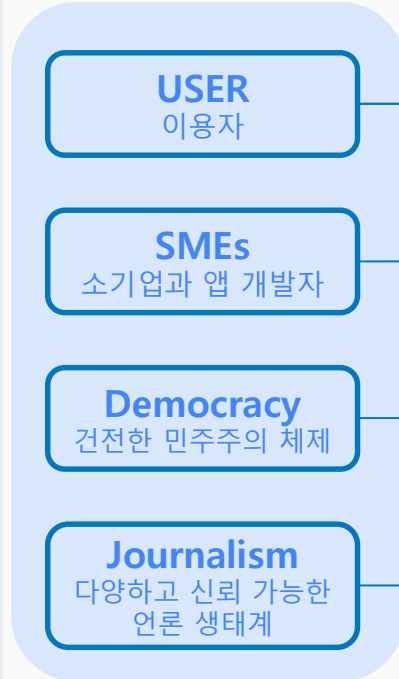 USER
이용자
SMEs
소기업과 앱 개발자
Democracy
건전한 민주주의 체제
Journalism
다양하고 신뢰 가능한
언론 생태계